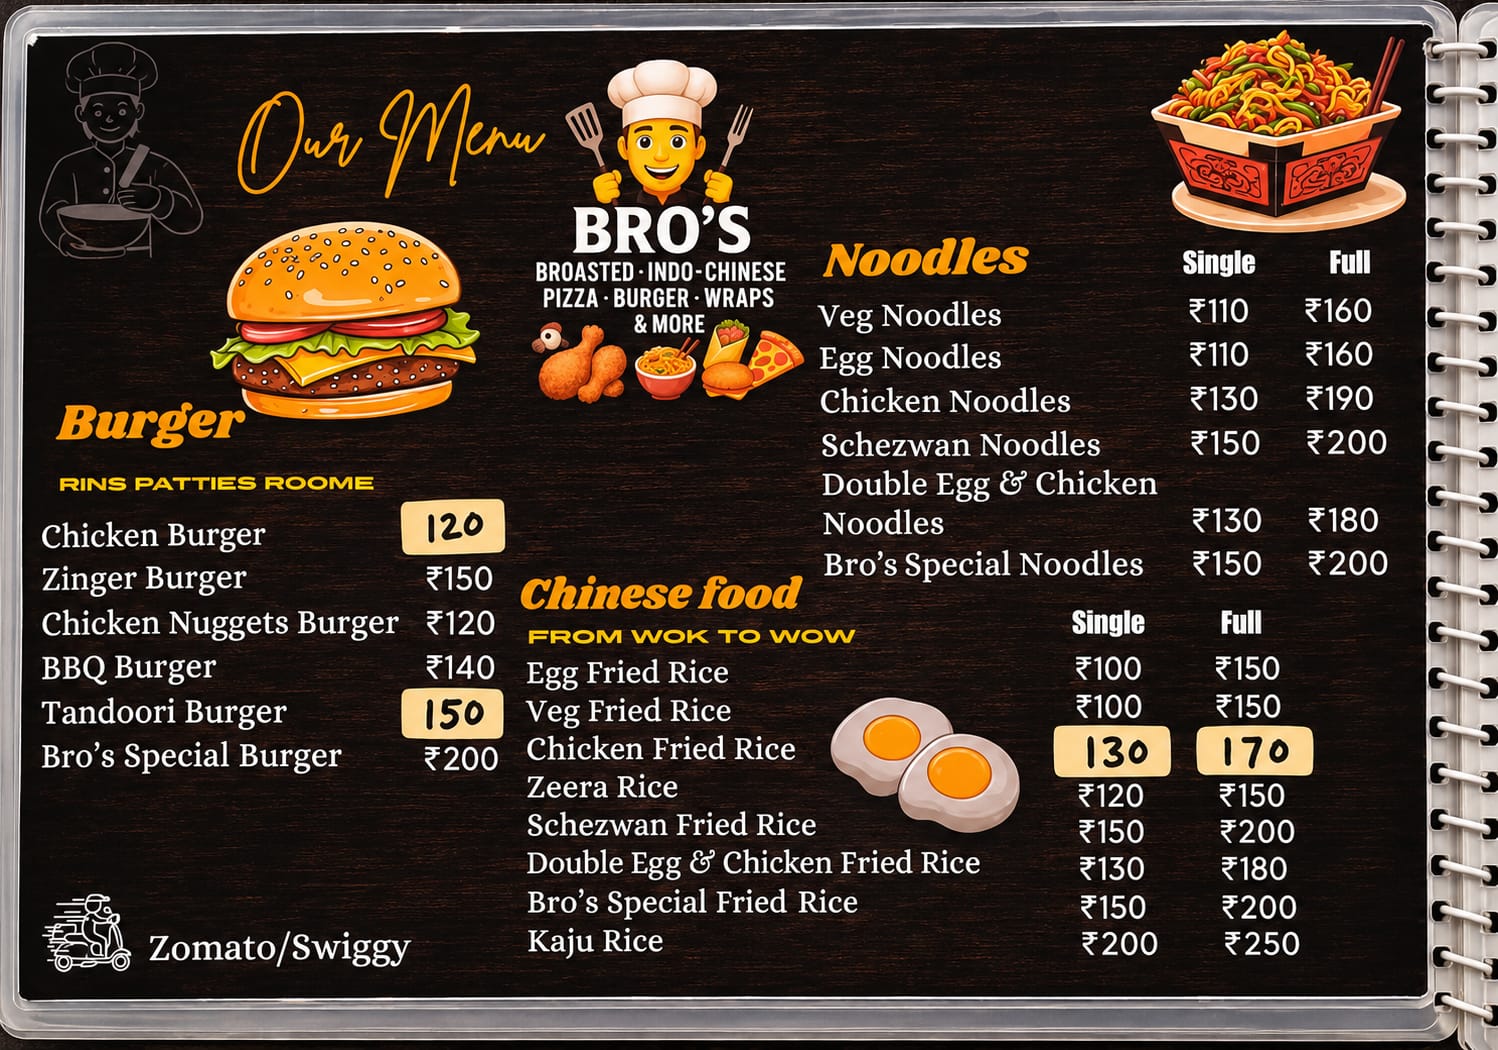 Our Menu
BRO'S
BROASTED · INDO-CHINESE
PIZZA · BURGER · WRAPS
& MORE
Burger
RINS PATTIES ROOME
Chicken Burger 120
Zinger Burger ₹150
Chicken Nuggets Burger ₹120
BBQ Burger ₹140
Tandoori Burger 150
Bro's Special Burger ₹200
Zomato/Swiggy
Noodles Single Full
Veg Noodles ₹110 ₹160
Egg Noodles ₹110 ₹160
Chicken Noodles ₹130 ₹190
Schezwan Noodles ₹150 ₹200
Double Egg & Chicken
Noodles ₹130 ₹180
Bro's Special Noodles ₹150 ₹200
Chinese food Single Full
FROM WOK TO WOW
Egg Fried Rice ₹100 ₹150
Veg Fried Rice ₹100 ₹150
Chicken Fried Rice 130 170
Zeera Rice ₹120 ₹150
Schezwan Fried Rice ₹150 ₹200
Double Egg & Chicken Fried Rice ₹130 ₹180
Bro's Special Fried Rice ₹150 ₹200
Kaju Rice ₹200 ₹250